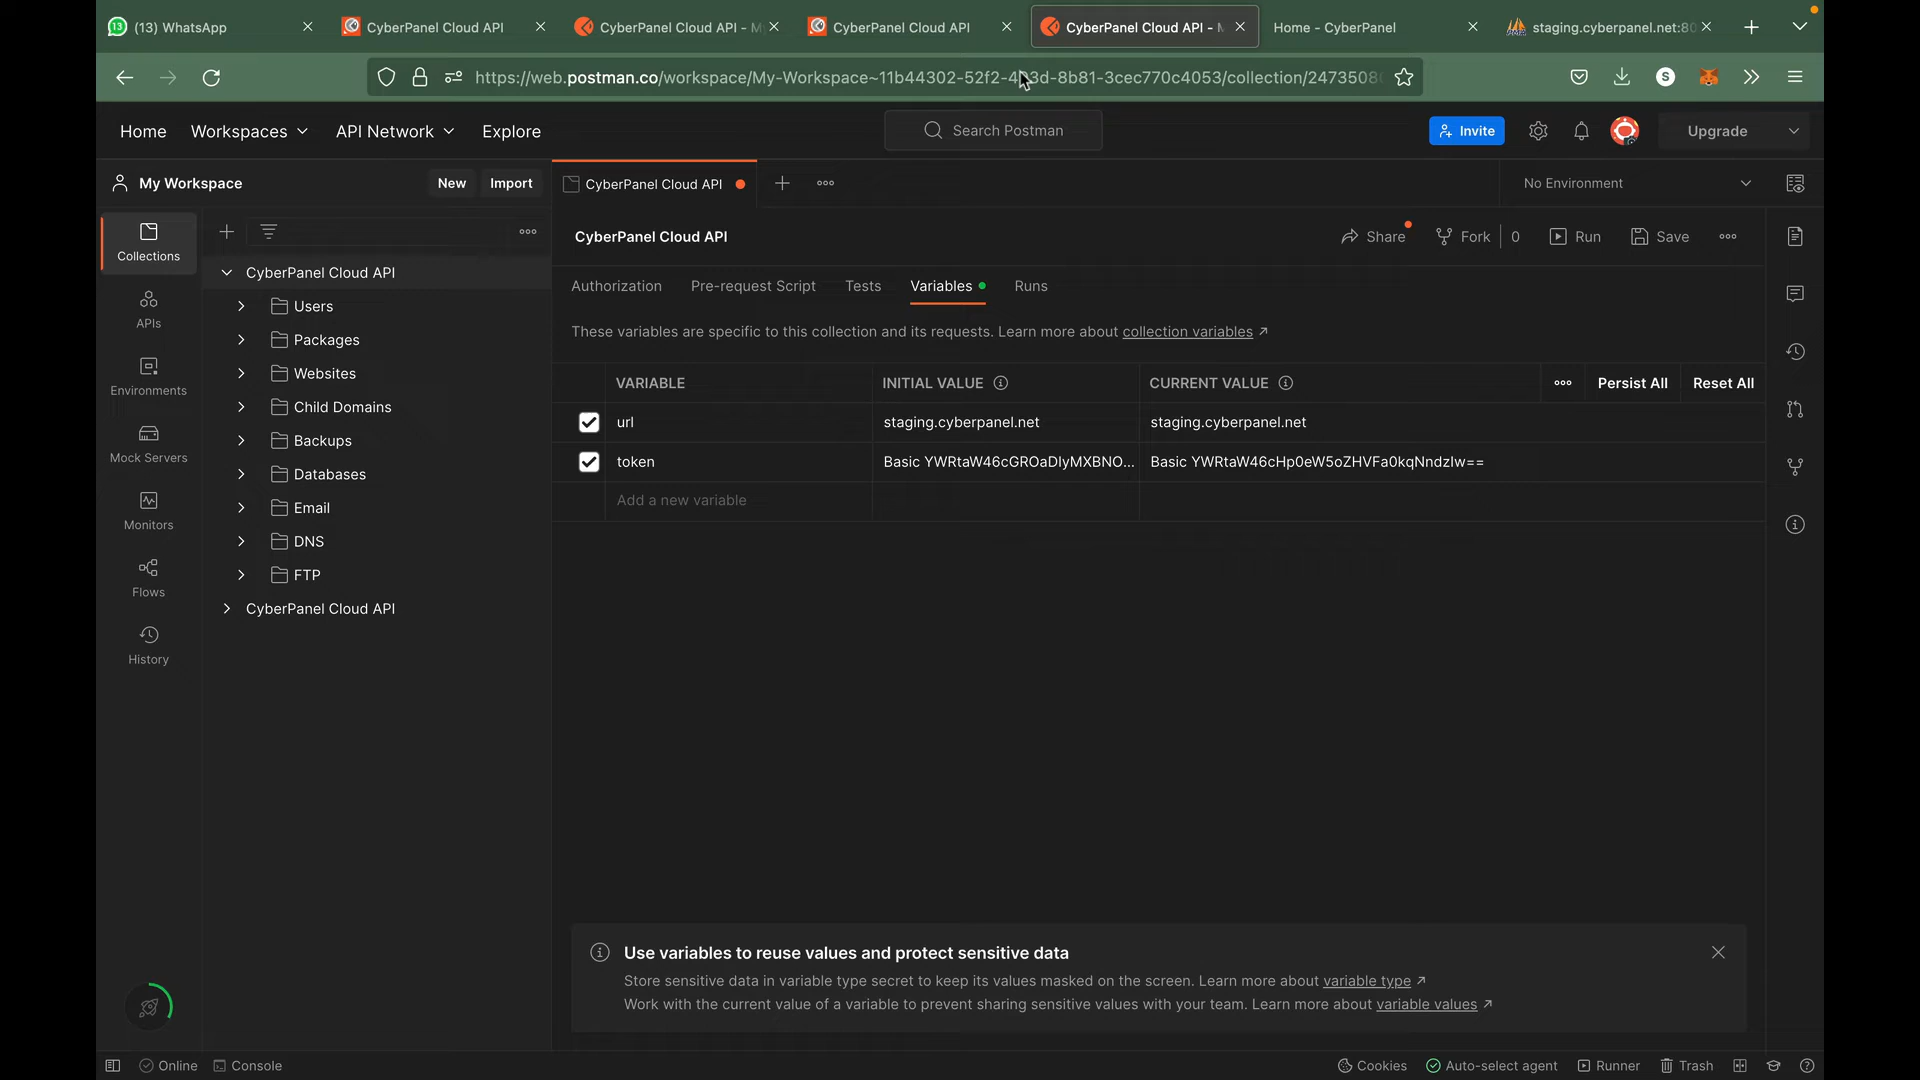 (13) WhatsApp
CyberPanel Cloud API
CyberPanel Cloud API - M
CyberPanel Cloud API
CyberPanel Cloud API - M
Home - CyberPanel
staging.cyberpanel.net:80
https://web.postman.co/workspace/My-Workspace~11b44302-52f2-4 3d-8b81-3cec770c4053/collection/2473508
S
Home
Workspaces
API Network
Explore
Search Postman
Invite
Upgrade
My Workspace
New
Import
CyberPanel Cloud API
No Environment
Collections
APIs
Environments
Mock Servers
Monitors
Flows
History
CyberPanel Cloud API
Users
Packages
Websites
Child Domains
Backups
Databases
Email
DNS
FTP
CyberPanel Cloud API
CyberPanel Cloud API
Share
Fork
0
Run
Save
Authorization
Pre-request Script
Tests
Variables
Runs
These variables are specific to this collection and its requests. Learn more about collection variables ↗
VARIABLE
INITIAL VALUE
CURRENT VALUE
Persist All
Reset All
url
staging.cyberpanel.net
staging.cyberpanel.net
token
Basic YWRtaW46cGROaDIyMXBNO...
Basic YWRtaW46cHp0eW5oZHVFa0kqNndzIw==
Add a new variable
Use variables to reuse values and protect sensitive data
Store sensitive data in variable type secret to keep its values masked on the screen. Learn more about variable type ↗
Work with the current value of a variable to prevent sharing sensitive values with your team. Learn more about variable values ↗
Online
Console
Cookies
Auto-select agent
Runner
Trash